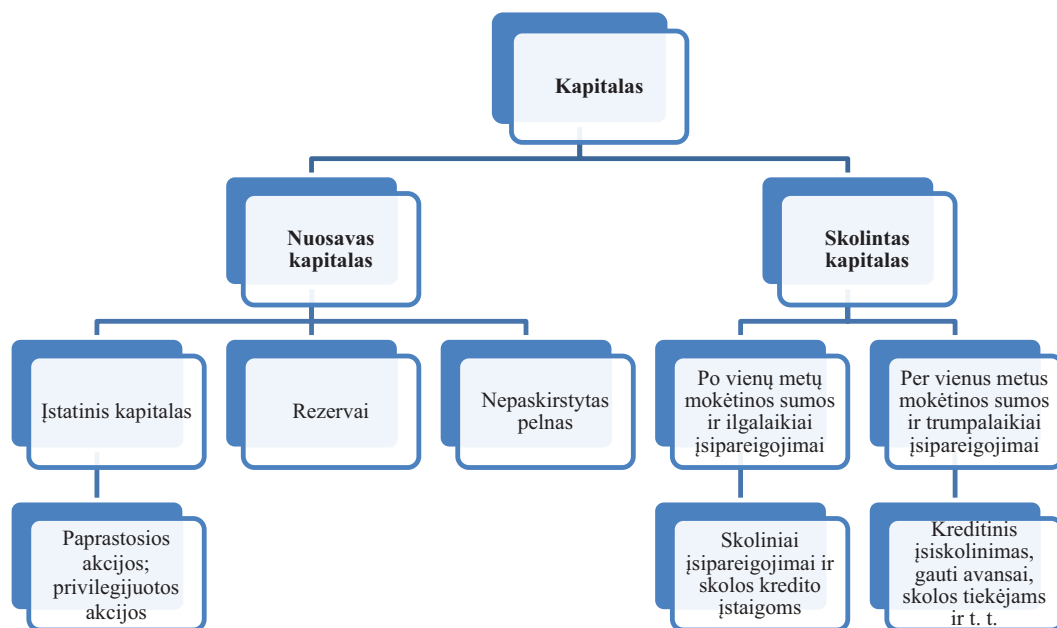 Kapitalas
Nuosavas
kapitalas
Skolintas
kapitalas
Įstatinis kapitalas
Rezervai
Nepaskirstytas
pelnas
Po vienų metų
mokėtinos sumos
ir ilgalaikiai
įsipareigojimai
Per vienus metus
mokėtinos sumos
ir trumpalaikiai
įsipareigojimai
Paprastosios
akcijos;
privilegijuotos
akcijos
Skoliniai
įsipareigojimai ir
skolos kredito
įstaigoms
Kreditinis
įsiskolinimas,
gauti avansai,
skolos tiekėjams
ir t. t.